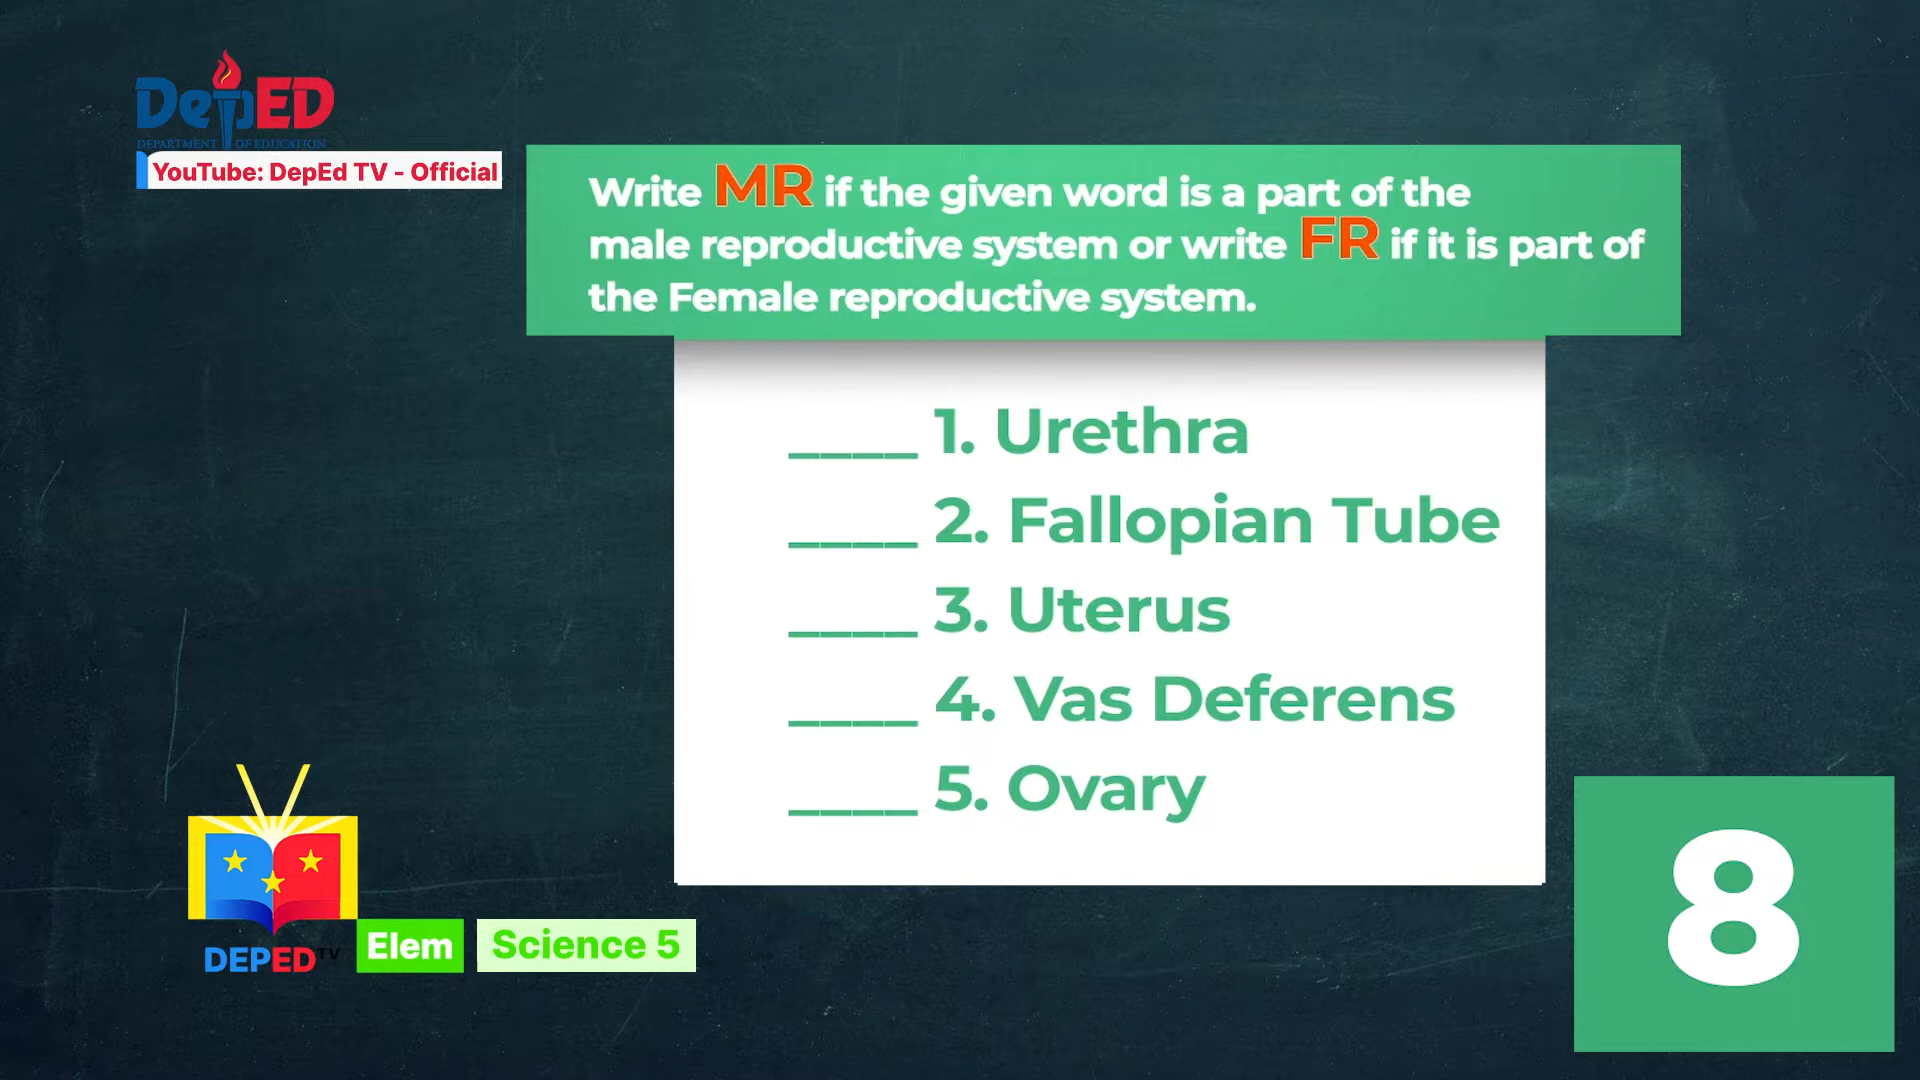 DepED
DEPARTMENT OF EDUCATION
YouTube: DepEd TV - Official
Write MR if the given word is a part of the
male reproductive system or write FR if it is part of
the Female reproductive system.
____ 1. Urethra
____ 2. Fallopian Tube
____ 3. Uterus
____ 4. Vas Deferens
____ 5. Ovary
DEPED TV
Elem
Science 5
8